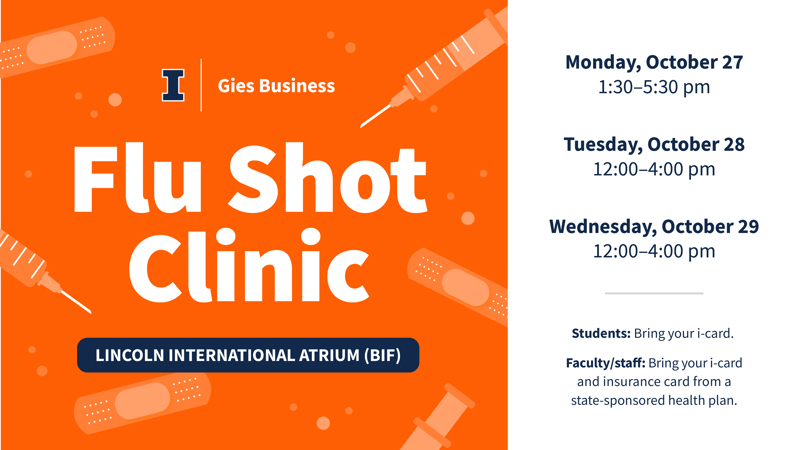 I
Gies Business
Flu Shot
Clinic
LINCOLN INTERNATIONAL ATRIUM (BIF)
Monday, October 27
1:30–5:30 pm
Tuesday, October 28
12:00–4:00 pm
Wednesday, October 29
12:00–4:00 pm
Students: Bring your i-card.
Faculty/staff: Bring your i-card
and insurance card from a
state-sponsored health plan.